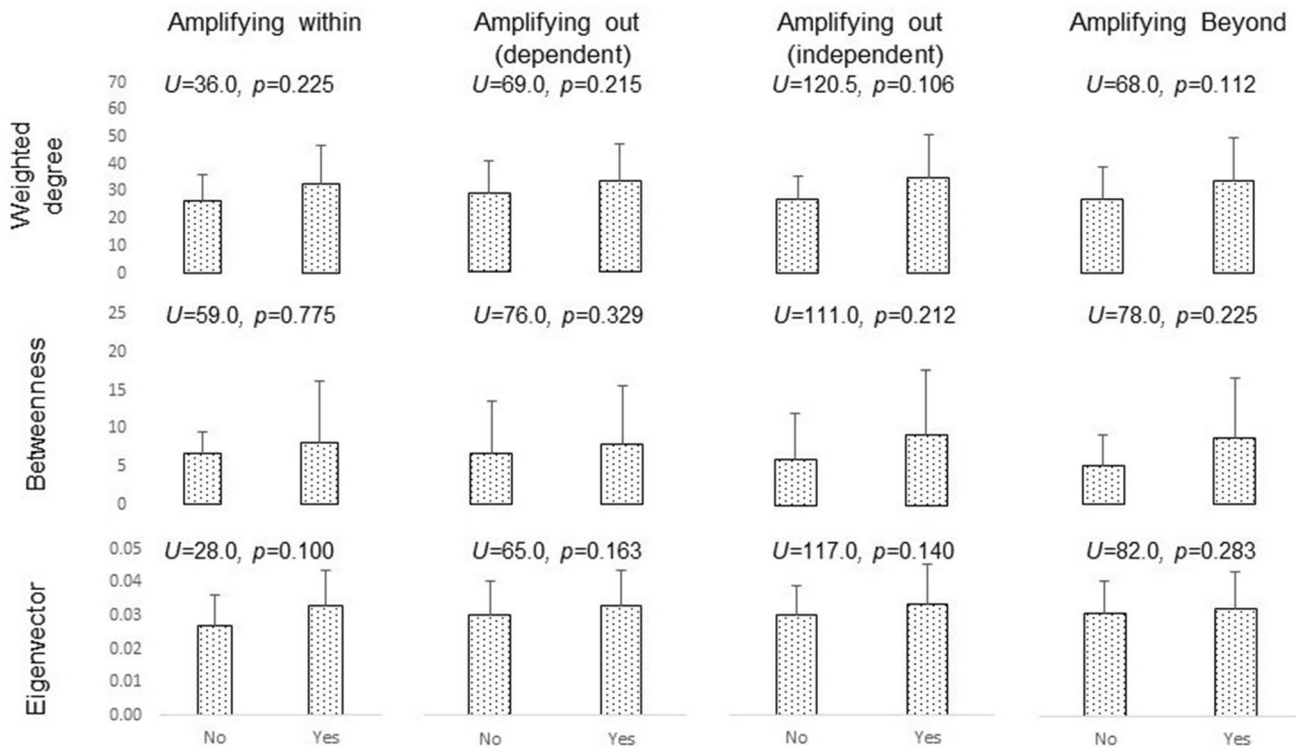 Amplifying within
Amplifying out
(dependent)
Amplifying out
(independent)
Amplifying Beyond
Weighted
degree
70
60
50
40
30
20
10
0
U=36.0, p=0.225
U=69.0, p=0.215
U=120.5, p=0.106
U=68.0, p=0.112
Betweenness
25
20
15
10
5
0
U=59.0, p=0.775
U=76.0, p=0.329
U=111.0, p=0.212
U=78.0, p=0.225
Eigenvector
0.05
0.04
0.03
0.02
0.01
0.00
U=28.0, p=0.100
U=65.0, p=0.163
U=117.0, p=0.140
U=82.0, p=0.283
No Yes
No Yes
No Yes
No Yes